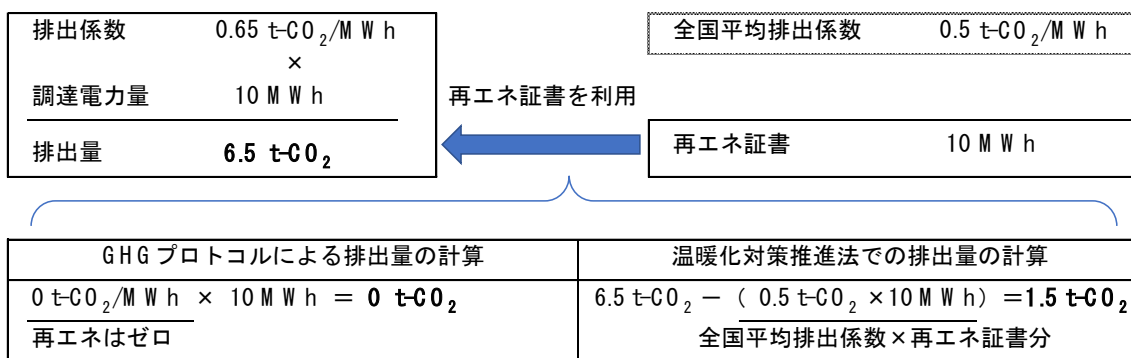 排出係数 0.65 t-CO₂/MWh
×
調達電力量 10 MWh
排出量 6.5 t-CO₂
再エネ証書を利用
全国平均排出係数 0.5 t-CO₂/MWh
再エネ証書 10 MWh
GHGプロトコルによる排出量の計算
0 t-CO₂/MWh × 10 MWh = 0 t-CO₂
再エネはゼロ
温暖化対策推進法での排出量の計算
6.5 t-CO₂ − (0.5 t-CO₂ ×10 MWh) =1.5 t-CO₂
全国平均排出係数×再エネ証書分